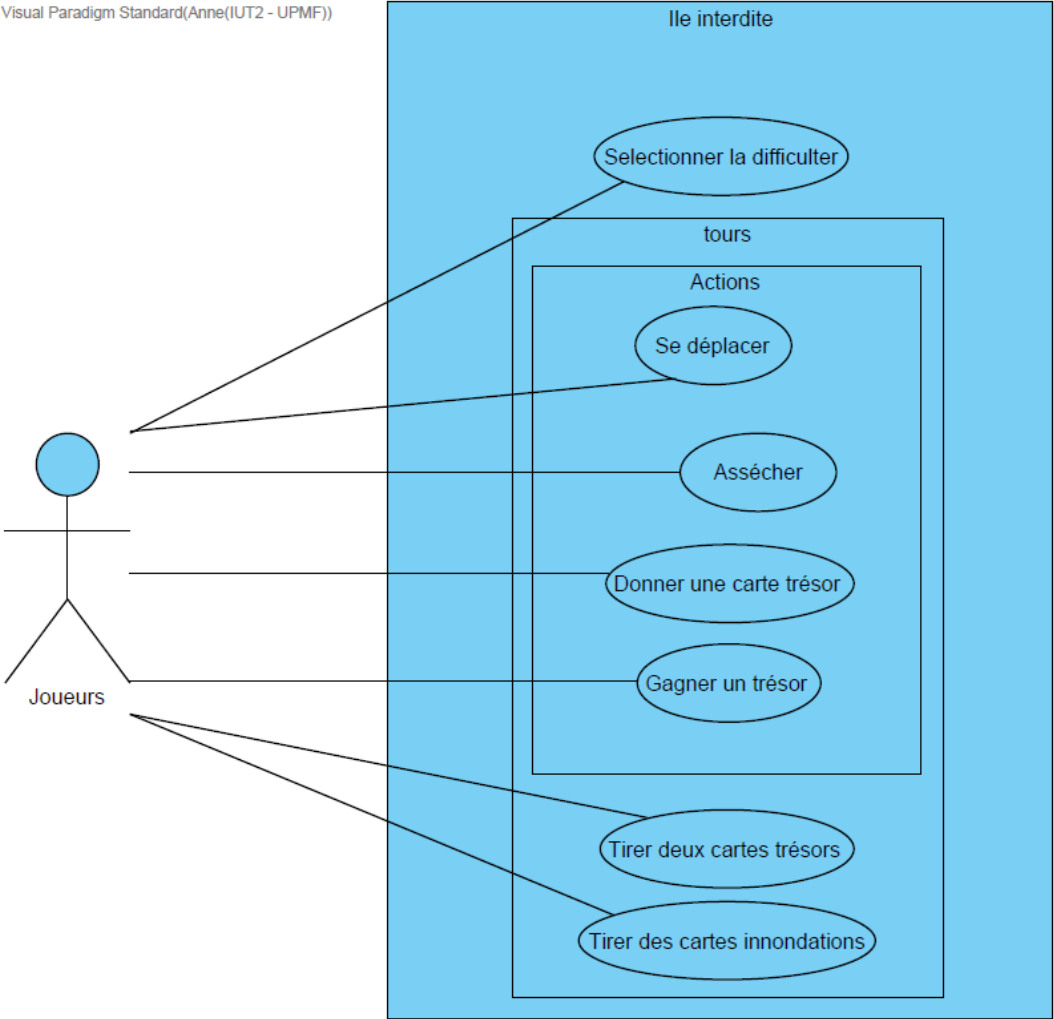 Visual Paradigm Standard(Anne(IUT2 - UPMF))
Ile interdite
Selectionner la difficulter
tours
Actions
Se déplacer
Assécher
Donner une carte trésor
Gagner un trésor
Joueurs
Tirer deux cartes trésors
Tirer des cartes innondations